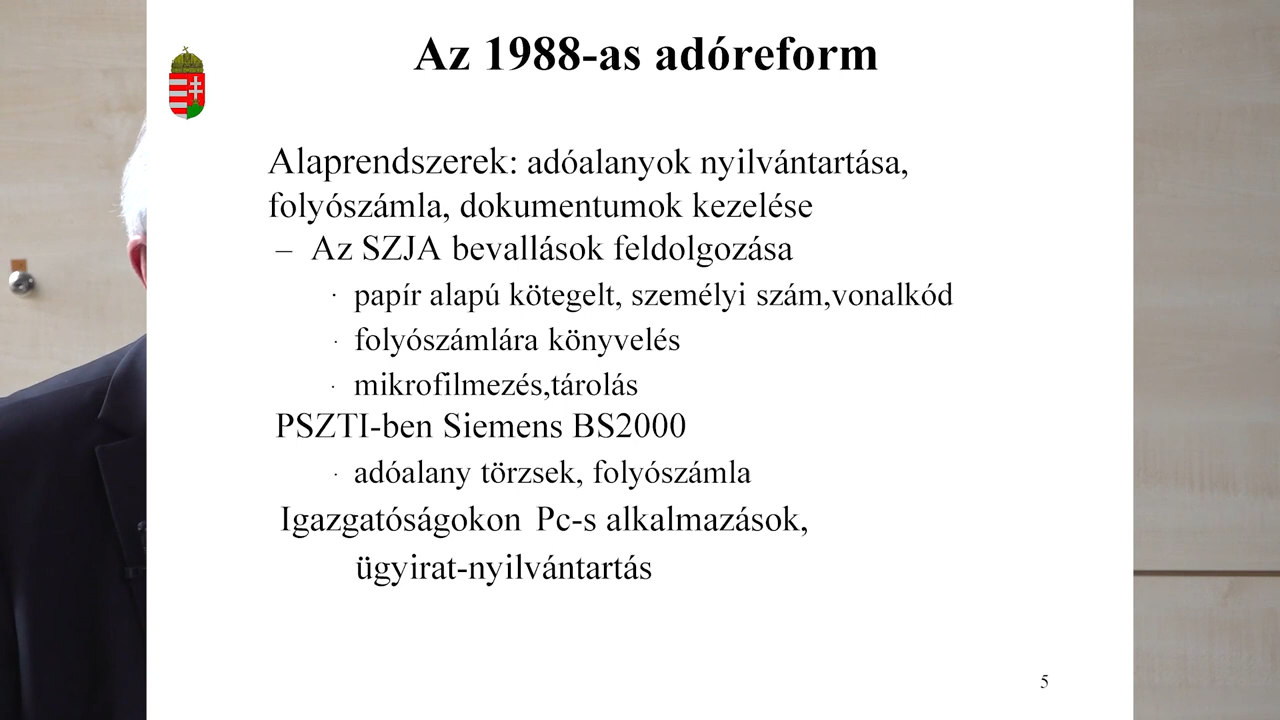 Az 1988-as adóreform
Alaprendszerek: adóalanyok nyilvántartása,
folyószámla, dokumentumok kezelése
– Az SZJA bevallások feldolgozása
· papír alapú kötegelt, személyi szám,vonalkód
· folyószámlára könyvelés
· mikrofilmezés,tárolás
PSZTI-ben Siemens BS2000
· adóalany törzsek, folyószámla
Igazgatóságokon Pc-s alkalmazások,
ügyirat-nyilvántartás
5